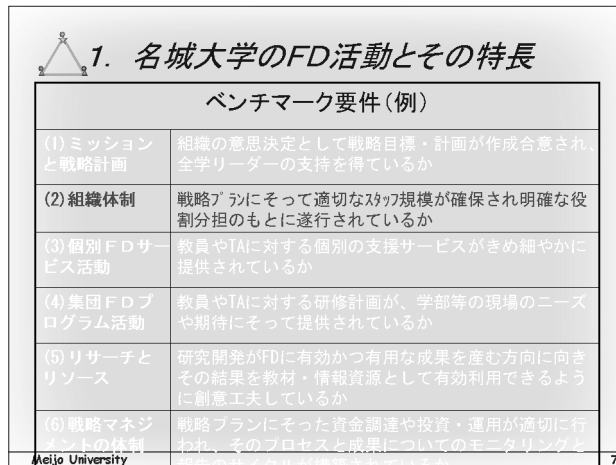 1. 名城大学のFD活動とその特長
ベンチマーク要件(例)
(1)ミッション
と戦略計画
組織の意思決定として戦略目標・計画が作成合意され、
全学リーダーの支持を得ているか
(2)組織体制
戦略プランにそって適切なスタッフ規模が確保され明確な役
割分担のもとに遂行されているか
(3)個別FDサー
ビス活動
教員やTAに対する個別の支援サービスがきめ細やかに
提供されているか
(4)集団FDプ
ログラム活動
教員やTAに対する研修計画が、学部等の現場のニーズ
や期待にそって提供されているか
(5)リサーチと
リソース
研究開発がFDに有効かつ有用な成果を産む方向に向き
その結果を教材・情報資源として有効利用できるよう
に創意工夫しているか
(6)戦略マネジ
メントの体制
戦略プランにそった資金調達や投資・運用が適切に行
われ、そのプロセスと成果についてのモニタリングと
報告のサイクルが構築されているか
Meijo University
7